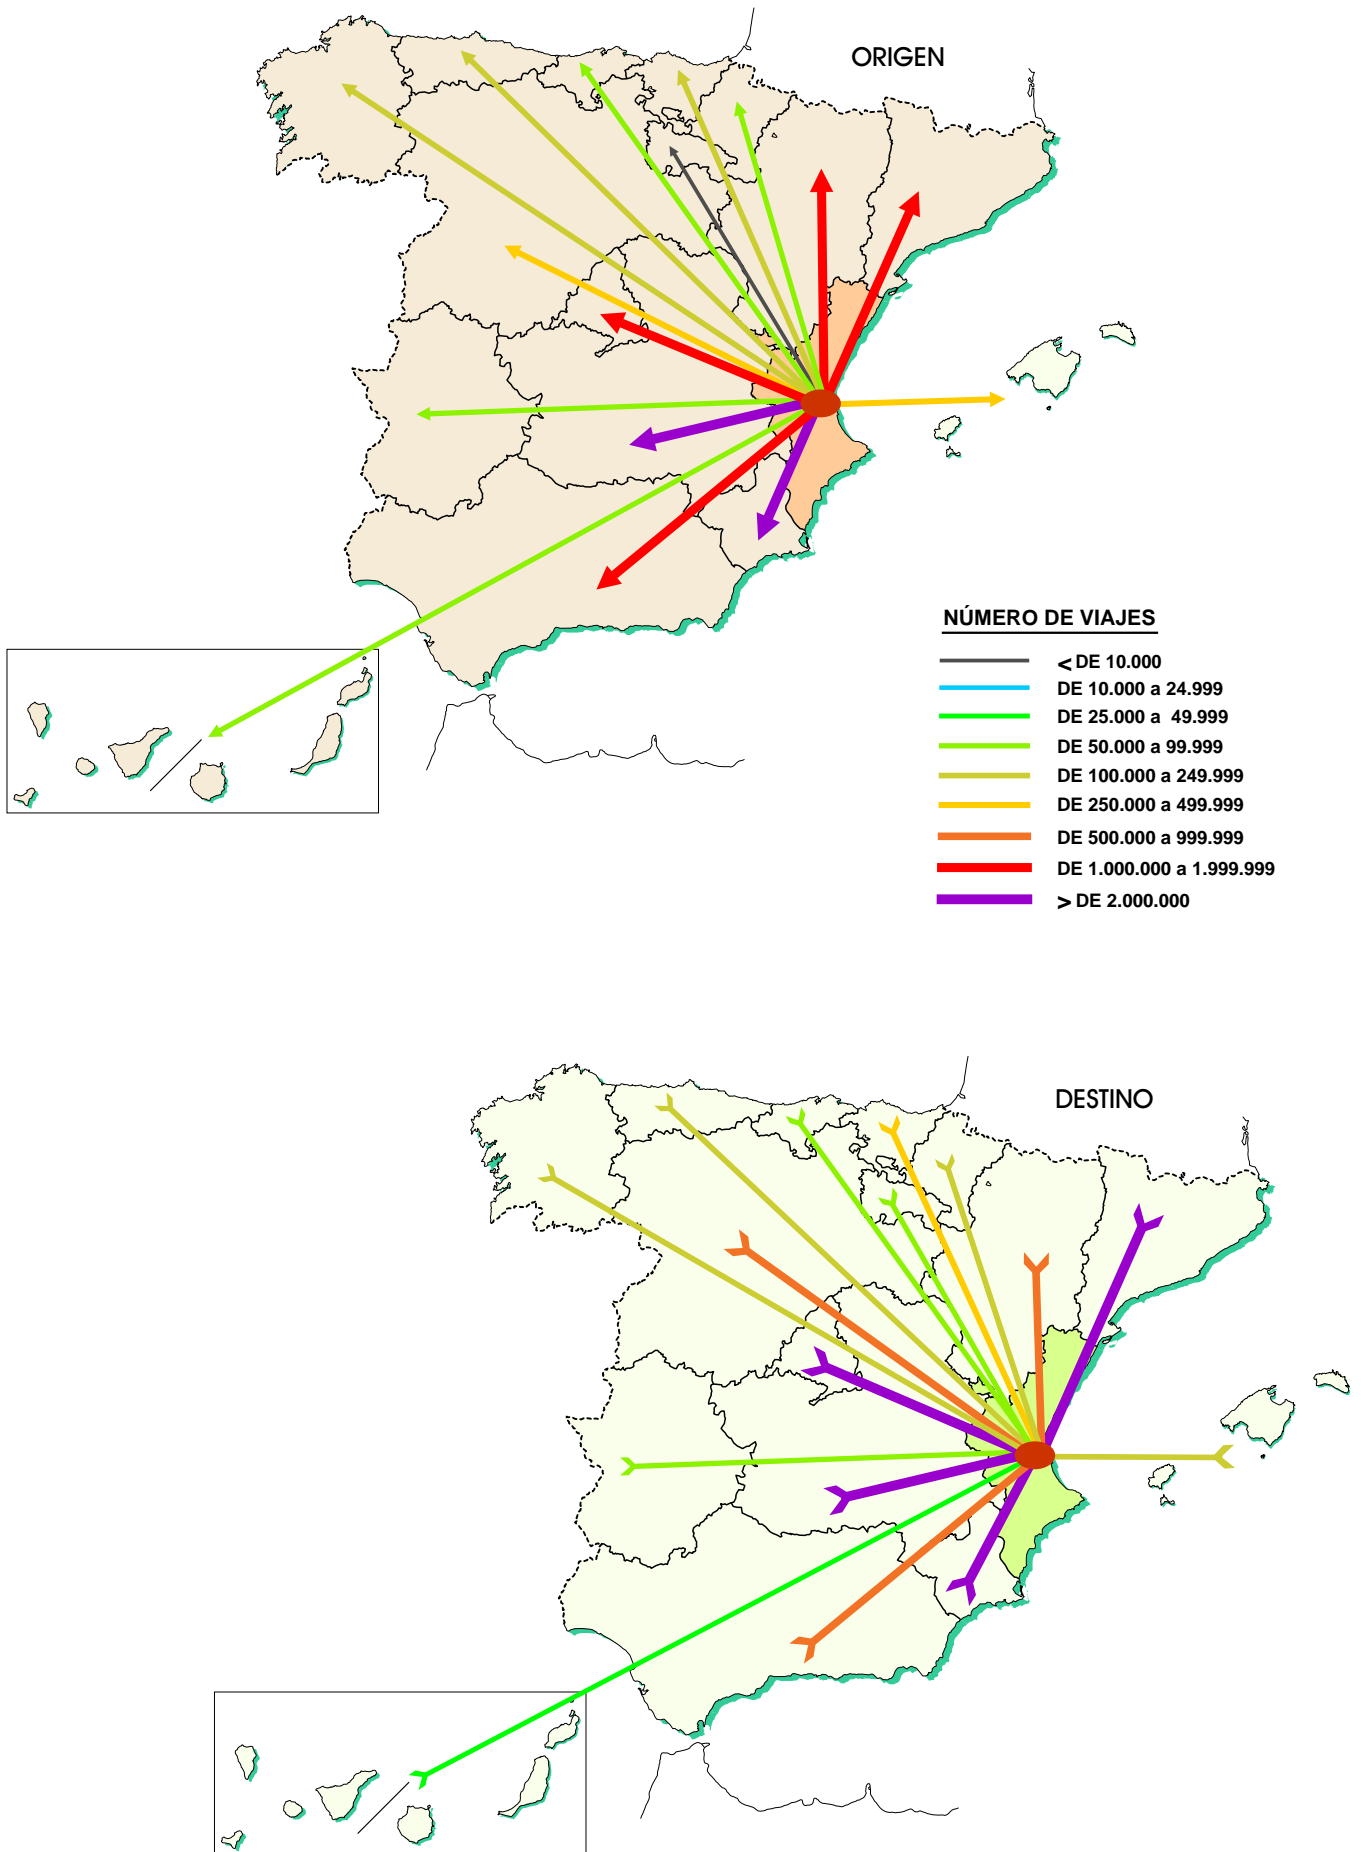 ORIGEN
NÚMERO DE VIAJES
< DE 10.000
DE 10.000 a 24.999
DE 25.000 a 49.999
DE 50.000 a 99.999
DE 100.000 a 249.999
DE 250.000 a 499.999
DE 500.000 a 999.999
DE 1.000.000 a 1.999.999
> DE 2.000.000
DESTINO